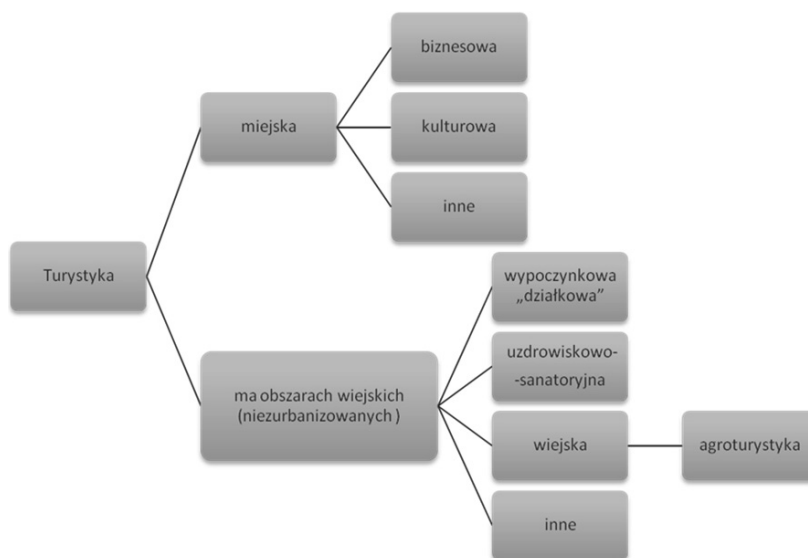 Turystyka
miejska
biznesowa
kulturowa
inne
ma obszarach wiejskich
(niezurbanizowanych )
wypoczynkowa
„działkowa”
uzdrowiskowo-
-sanatoryjna
wiejska
agroturystyka
inne